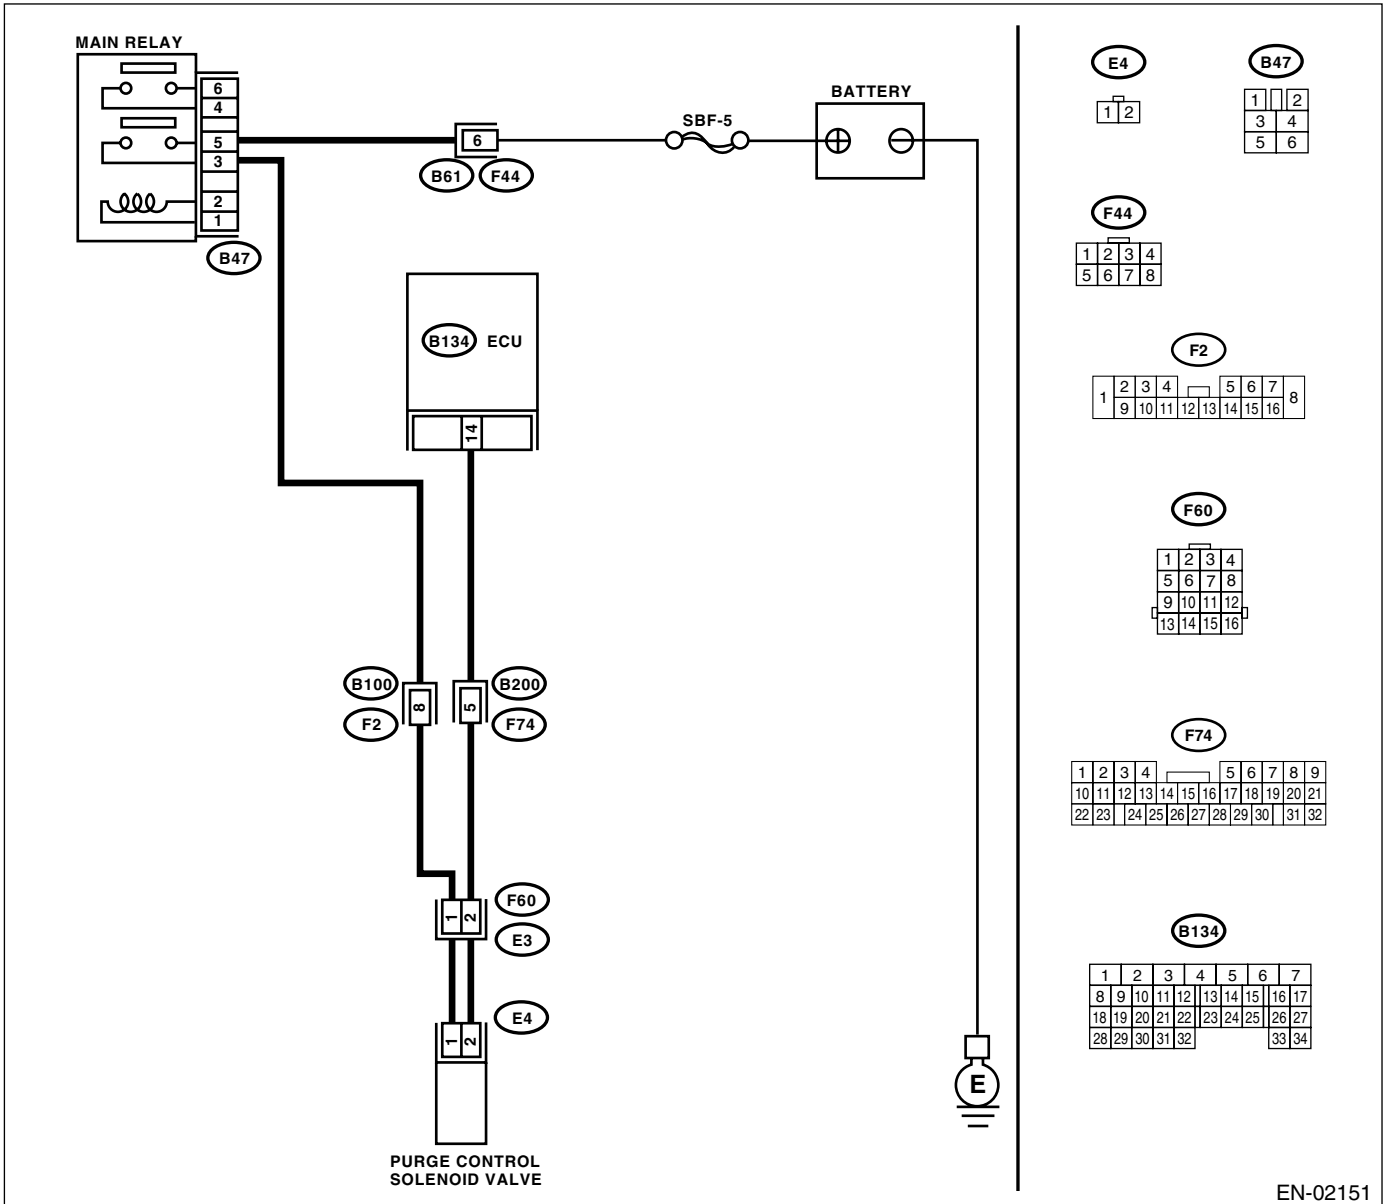 MAIN RELAY
6
4
5
3
2
1
B47
6
B61 F44
SBF-5
BATTERY
B134 ECU
14
B100
F2
8
5
B200
F74
1 2
F60
E3
1 2
E4
PURGE CONTROL
SOLENOID VALVE
E
E4
1 2
B47
1 2
3 4
5 6
F44
1 2 3 4
5 6 7 8
F2
1 2 3 4 5 6 7 8
9 10 11 12 13 14 15 16
F60
1 2 3 4
5 6 7 8
9 10 11 12
13 14 15 16
F74
1 2 3 4 5 6 7 8 9
10 11 12 13 14 15 16 17 18 19 20 21
22 23 24 25 26 27 28 29 30 31 32
B134
1 2 3 4 5 6 7
8 9 10 11 12 13 14 15 16 17
18 19 20 21 22 23 24 25 26 27
28 29 30 31 32 33 34
EN-02151